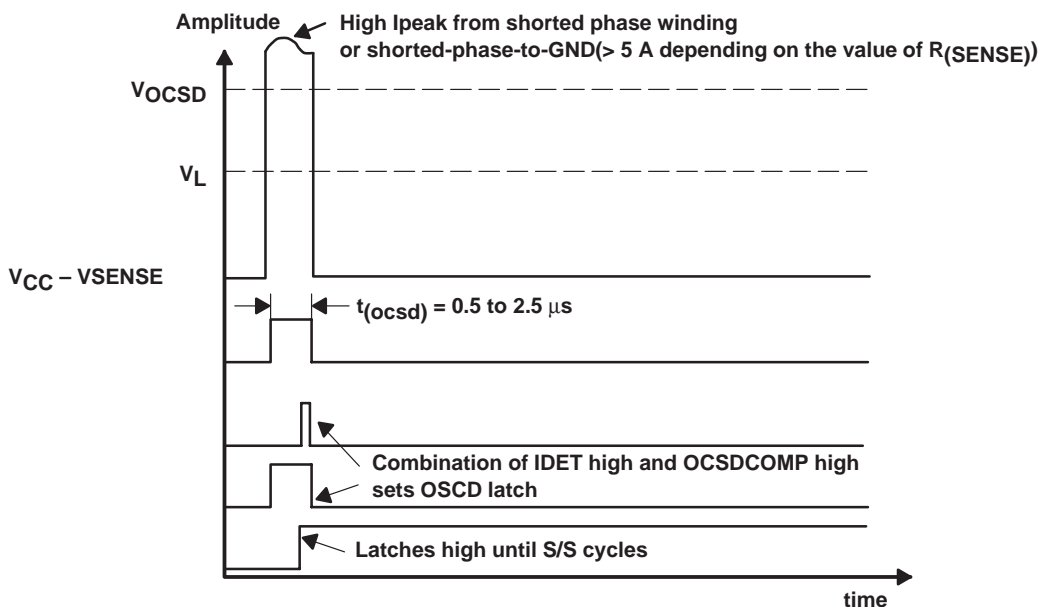 Amplitude
High Ipeak from shorted phase winding
or shorted-phase-to-GND(> 5 A depending on the value of R(SENSE))
VOCSD
VL
VCC – VSENSE
t(ocsd) = 0.5 to 2.5 μs
Combination of IDET high and OCSDCOMP high
sets OSCD latch
Latches high until S/S cycles
time